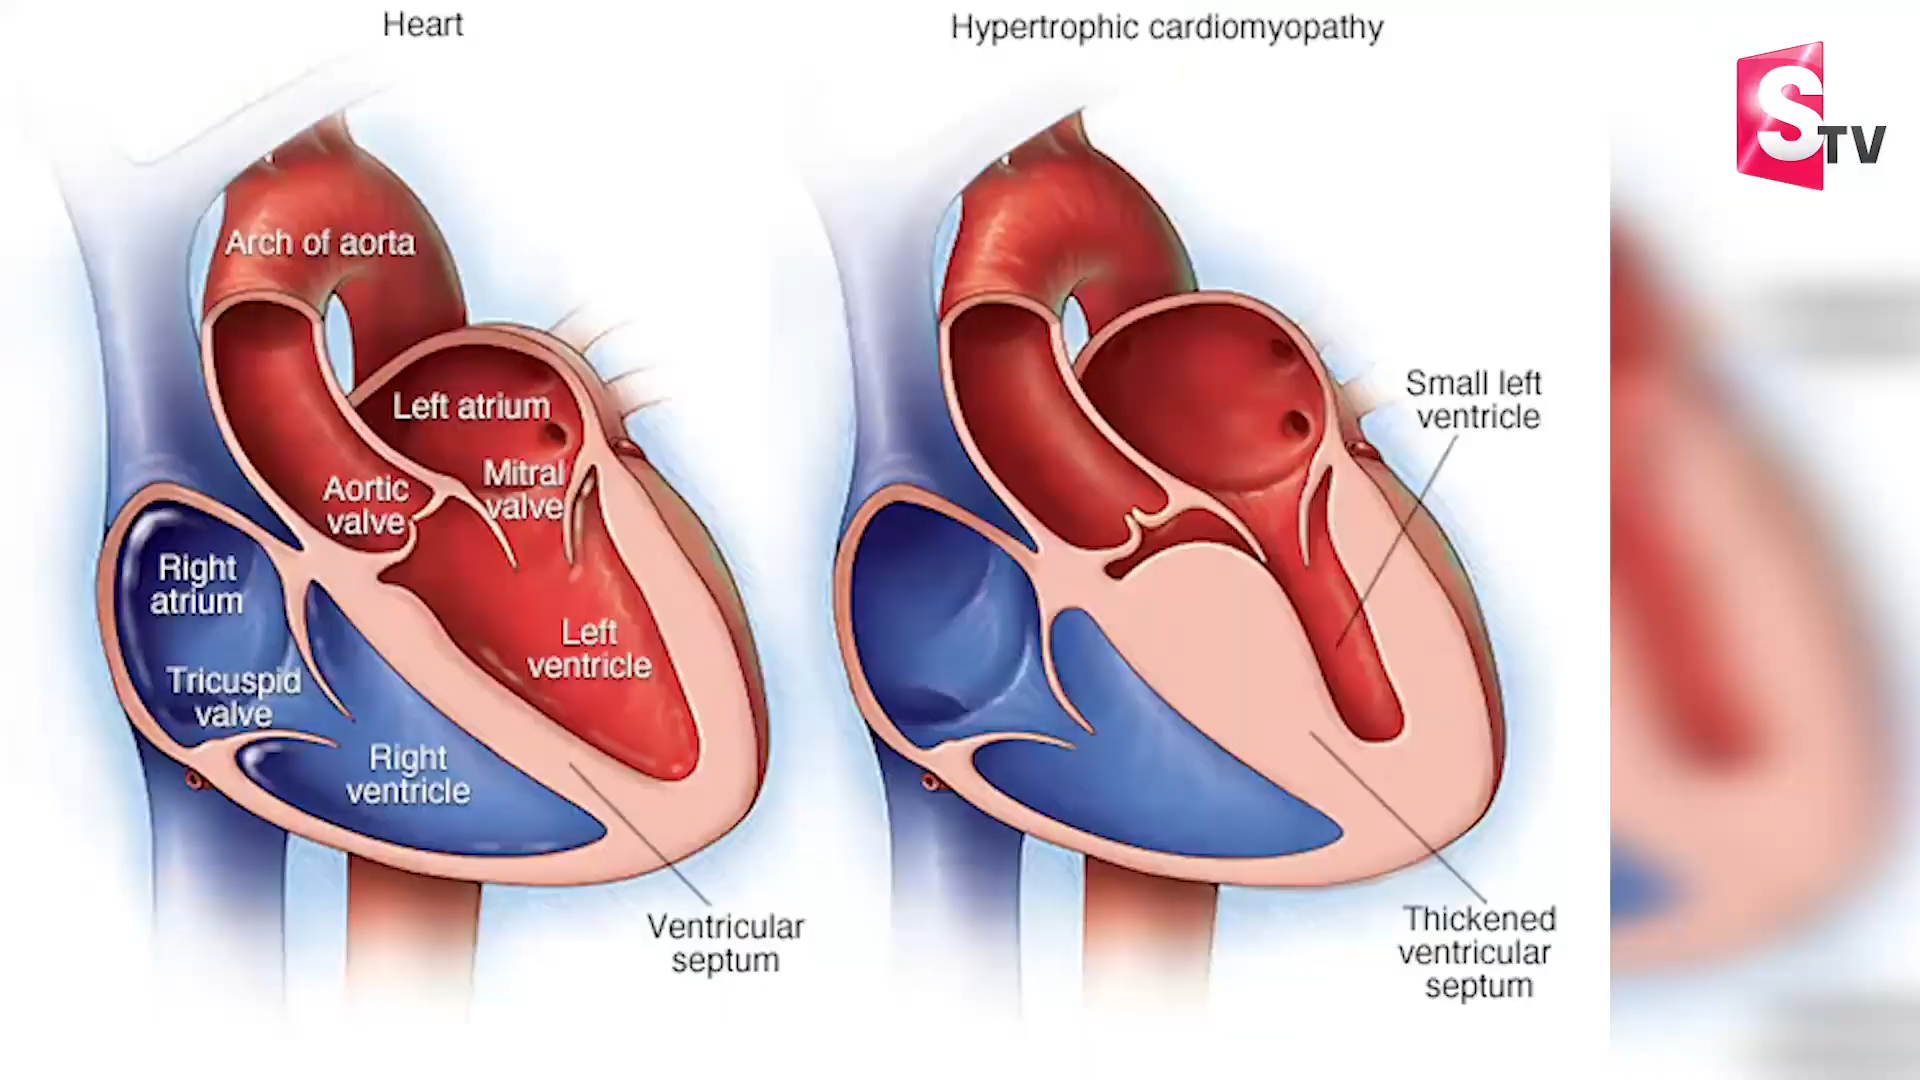 Heart
Hypertrophic cardiomyopathy
STV
Arch of aorta
Left atrium
Mitral
valve
Aortic
valve
Right
atrium
Tricuspid
valve
Left
ventricle
Right
ventricle
Ventricular
septum
Small left
ventricle
Thickened
ventricular
septum